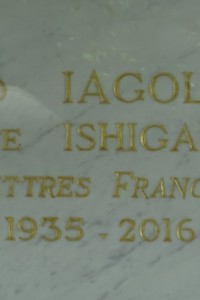 O IAGOL
E ISHIGA
TTRES FRANC
1935-2016